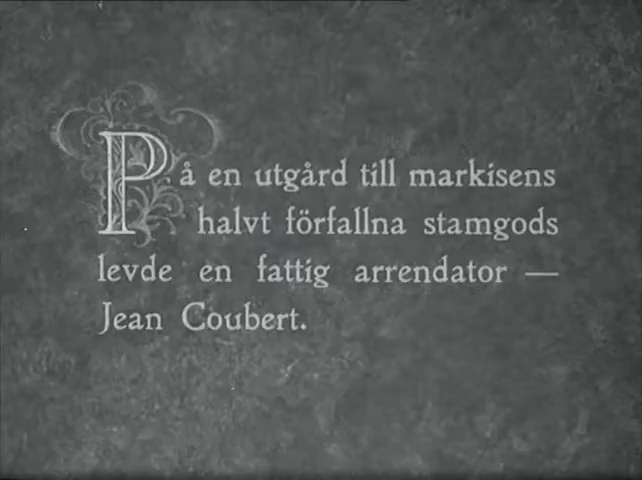 På en utgård till markisens
halvt förfallna stamgods
levde en fattig arrendator —
Jean Coubert.